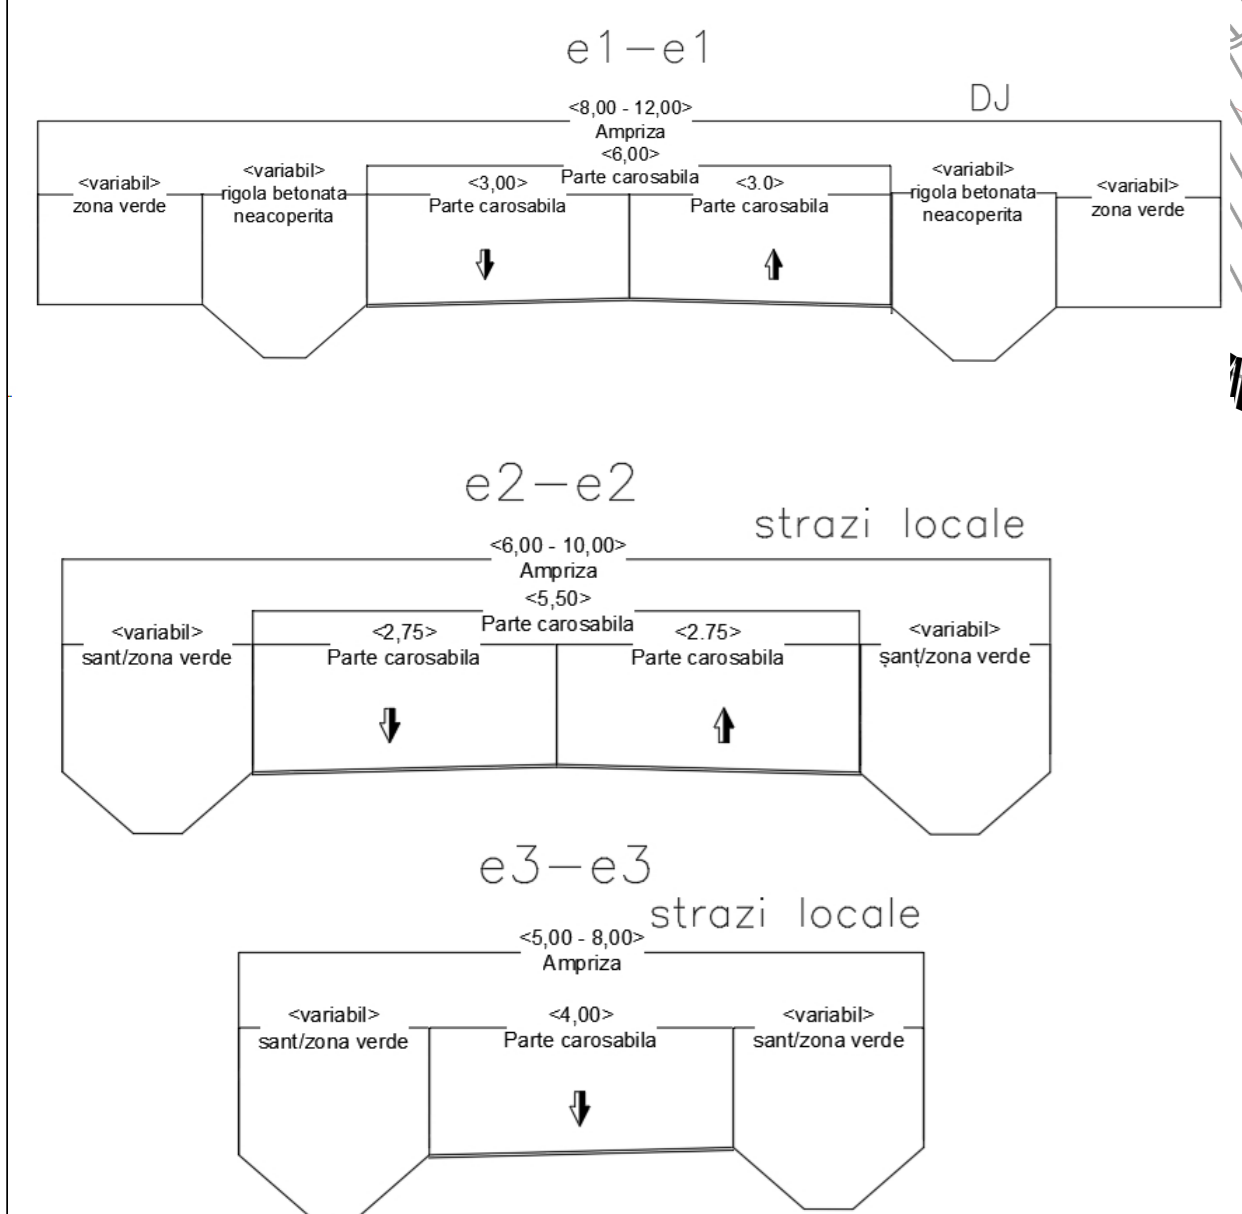 e1-e1
DJ
<8,00 - 12,00>
Ampriza
<6,00>
Parte carosabila
<variabil>
zona verde
<variabil>
rigola betonata
neacoperita
<3,00>
Parte carosabila
<3.0>
Parte carosabila
<variabil>
rigola betonata
neacoperita
<variabil>
zona verde
e2-e2
strazi locale
<6,00 - 10,00>
Ampriza
<5,50>
Parte carosabila
<variabil>
sant/zona verde
<2,75>
Parte carosabila
<2.75>
Parte carosabila
<variabil>
șanț/zona verde
e3-e3
strazi locale
<5,00 - 8,00>
Ampriza
<variabil>
sant/zona verde
<4,00>
Parte carosabila
<variabil>
sant/zona verde